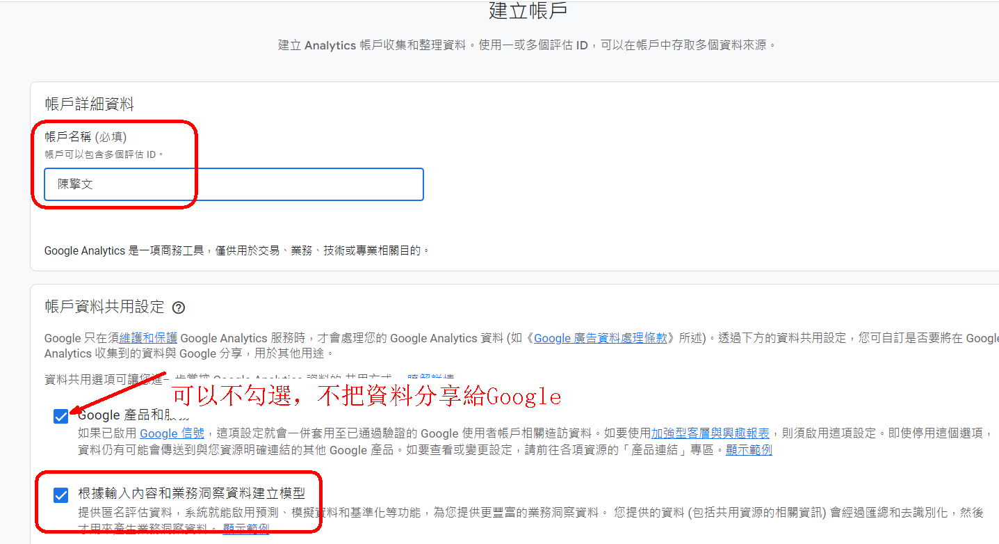 建立帳戶
建立 Analytics 帳戶收集和整理資料。使用一或多個評估 ID，可以在帳戶中存取多個資料來源。
帳戶詳細資料
帳戶名稱 (必填)
帳戶可以包含多個評估 ID。
陳擎文
Google Analytics 是一項商務工具，僅供用於交易、業務、技術或專業相關目的。
帳戶資料共用設定
Google 只在須維護和保護 Google Analytics 服務時，才會處理您的 Google Analytics 資料 (如《Google 廣告資料處理條款》所述)。透過下方的資料共用設定，您可自訂是否要將在 Google
Analytics 收集到的資料與 Google 分享，用於其他用途。
資料共用選項可讓您進一步掌控 Google Analytics 資料的 共用方式。 瞭解詳情
可以不勾選，不把資料分享給Google
Google 產品和服務
如果已啟用 Google 信號，這項設定就會一併套用至已通過驗證的 Google 使用者帳戶相關造訪資料。如要使用加強型客層與興趣報表，則須啟用這項設定。即使停用這個選項，
資料仍有可能會傳送到與您資源明確連結的其他 Google 產品。如要查看或變更設定，請前往各項資源的「產品連結」專區。顯示範例
根據輸入內容和業務洞察資料建立模型
提供匿名評估資料，系統就能啟用預測、模擬資料和基準化等功能，為您提供更豐富的業務洞察資料。 您提供的資料 (包括共用資源的相關資訊) 會經過匯總和去識別化，然後
才用來產生業務洞察資料。 顯示範例